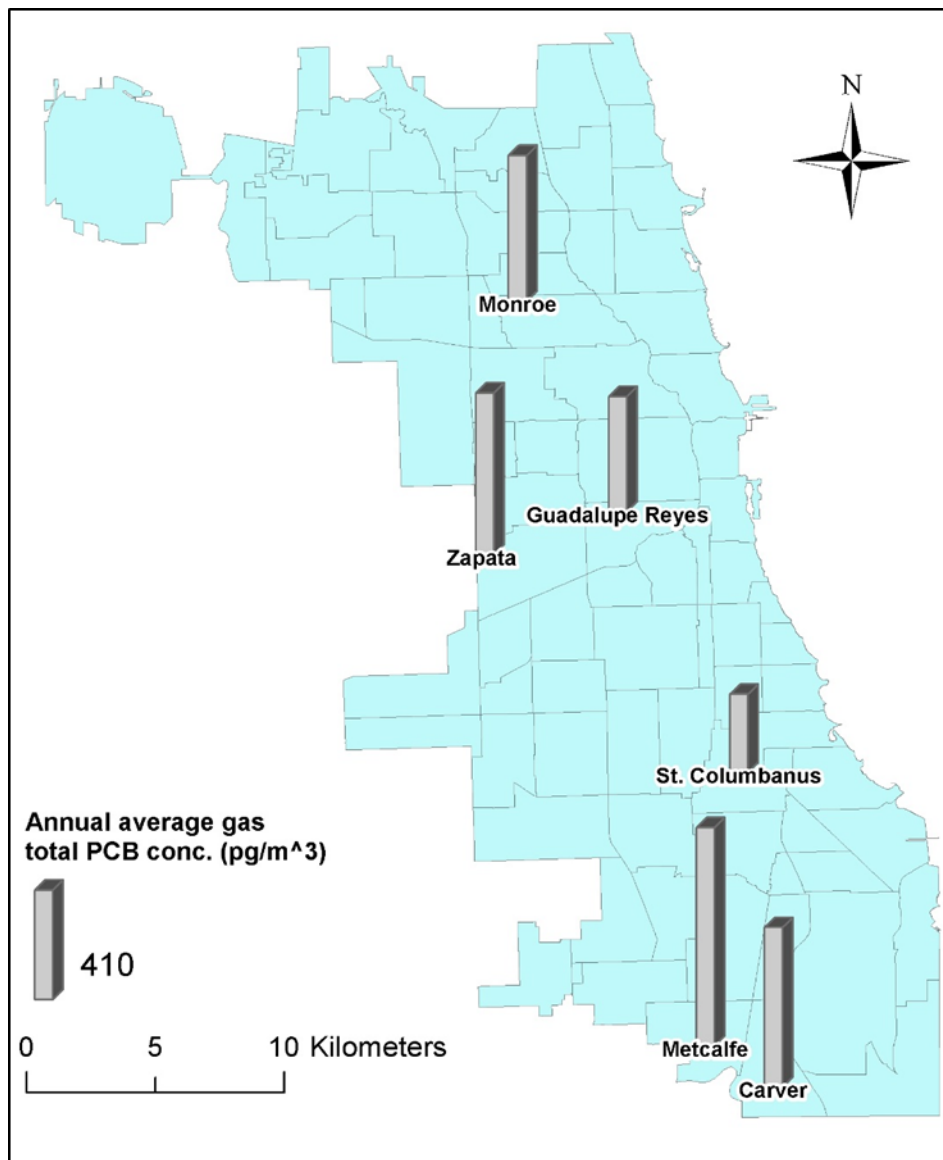 N
Monroe
Guadalupe Reyes
Zapata
St. Columbanus
Annual average gas
total PCB conc. (pg/m^3)
410
0 5 10 Kilometers
Metcalfe
Carver